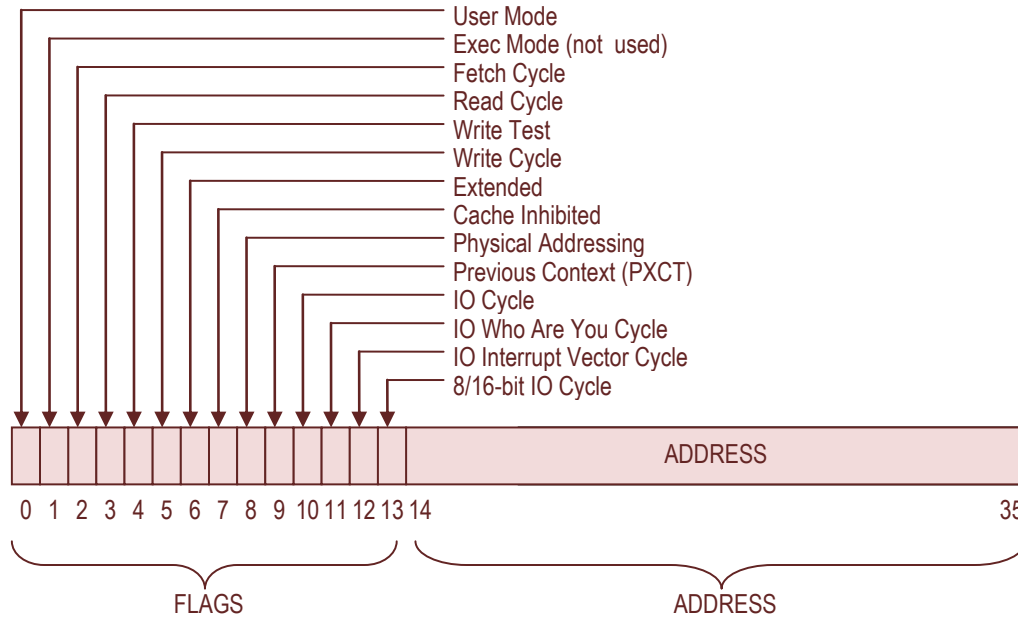 User Mode
Exec Mode (not used)
Fetch Cycle
Read Cycle
Write Test
Write Cycle
Extended
Cache Inhibited
Physical Addressing
Previous Context (PXCT)
IO Cycle
IO Who Are You Cycle
IO Interrupt Vector Cycle
8/16-bit IO Cycle
ADDRESS
0 1 2 3 4 5 6 7 8 9 10 11 12 13 14 35
FLAGS ADDRESS